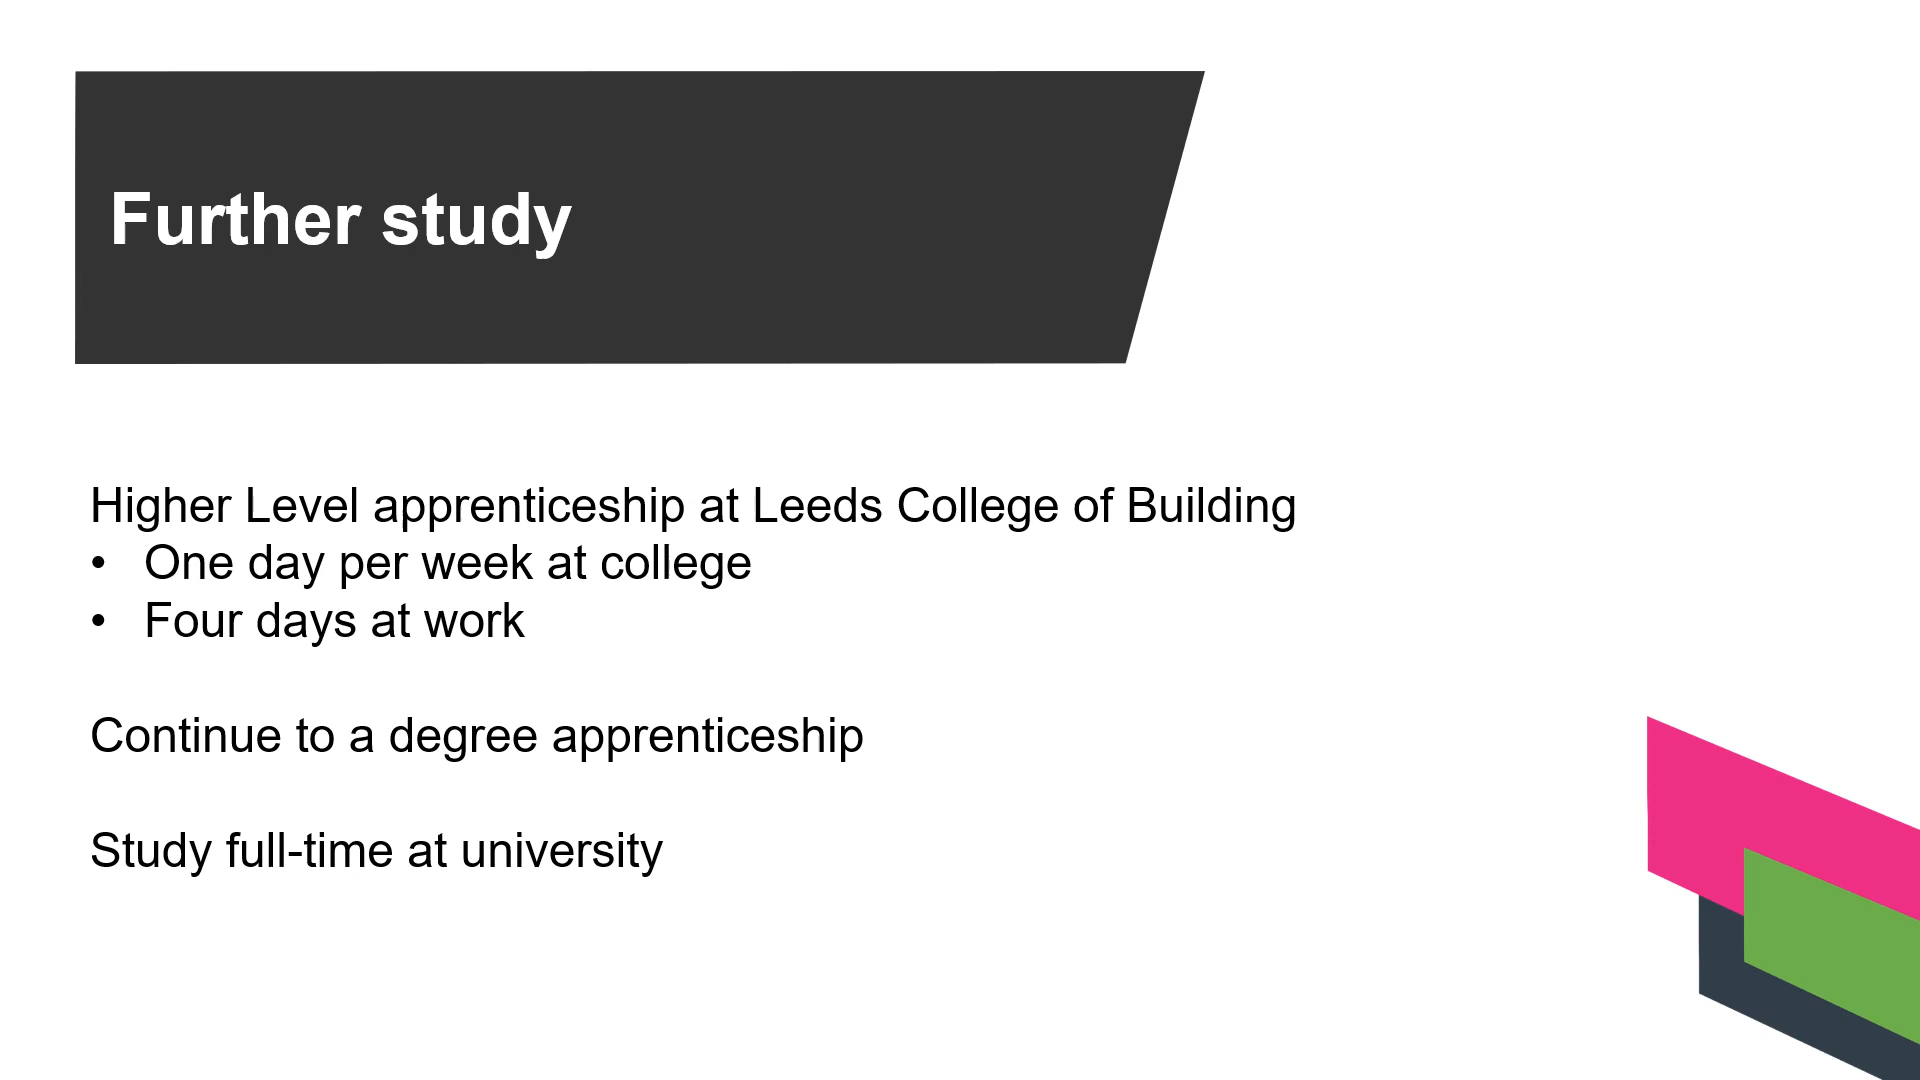 Further study
Higher Level apprenticeship at Leeds College of Building
• One day per week at college
• Four days at work
Continue to a degree apprenticeship
Study full-time at university